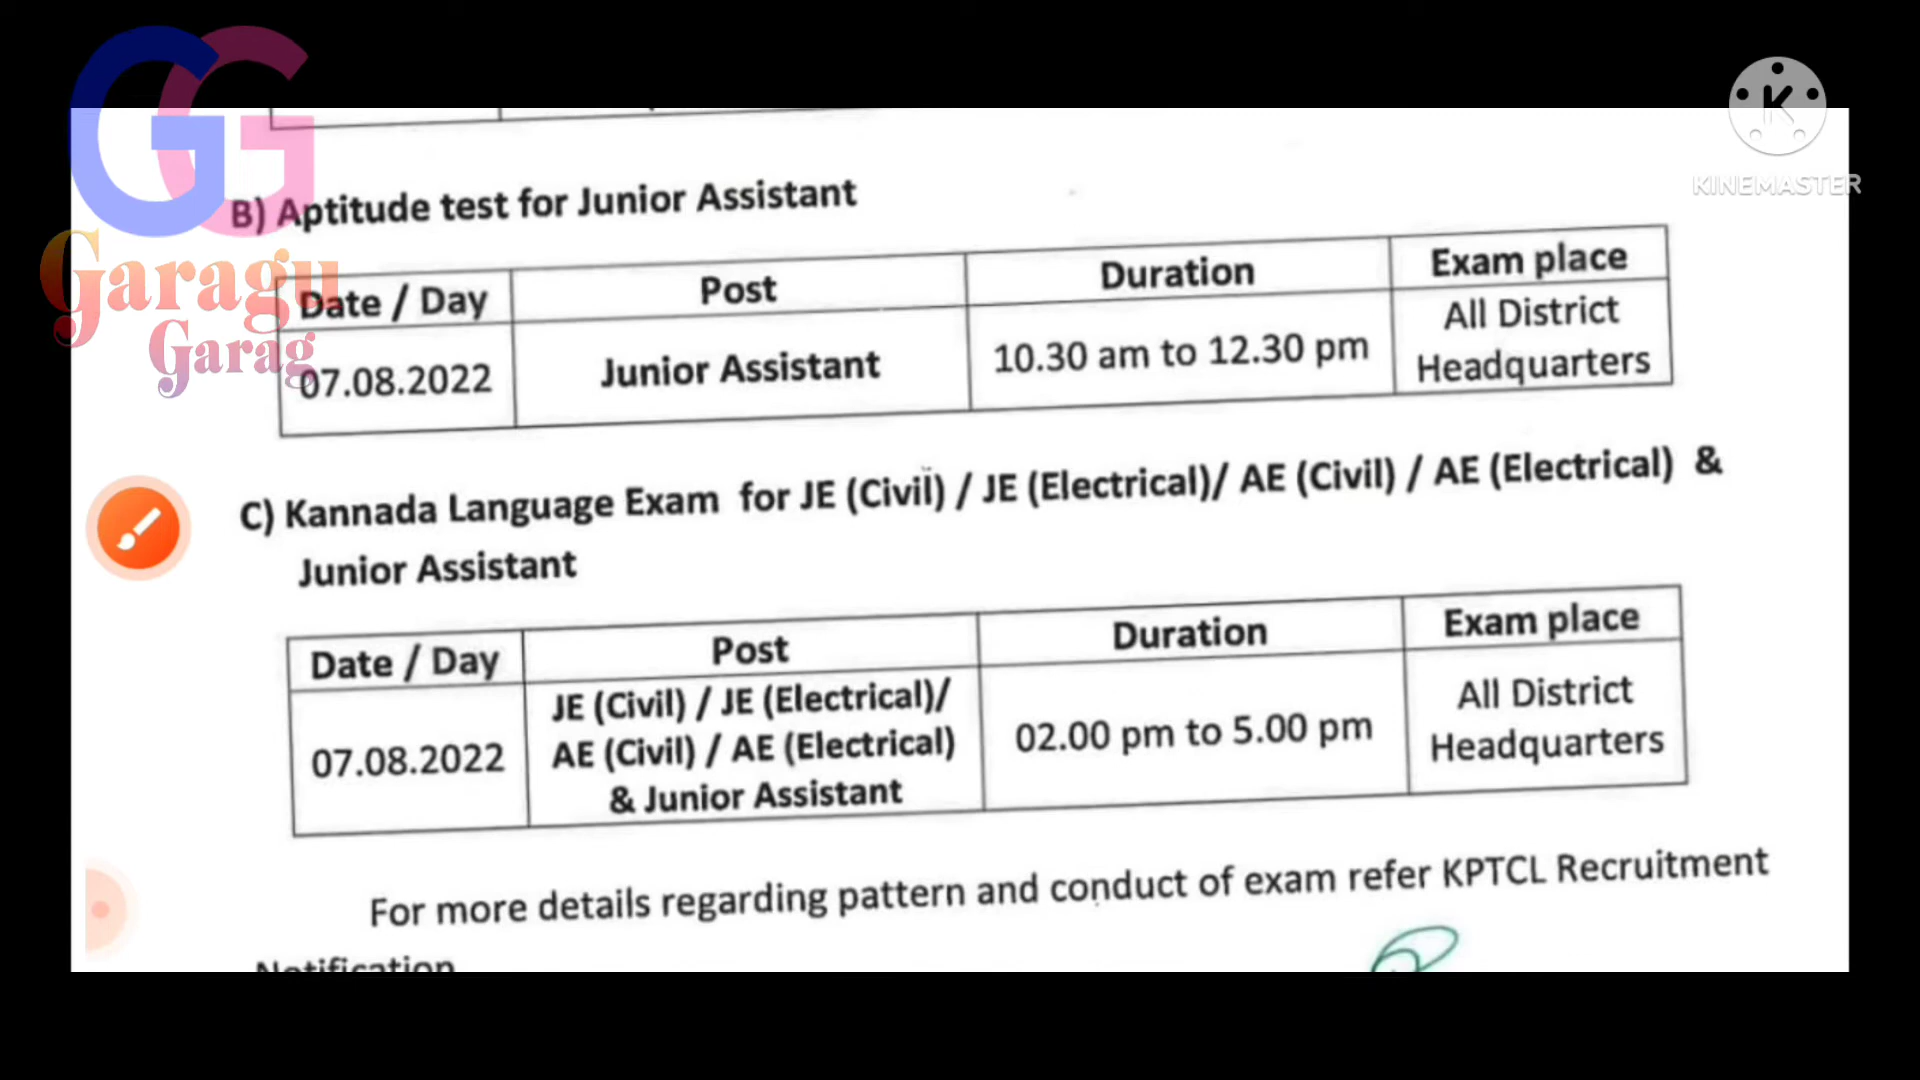 GG
Garagu
Garag
KINEMASTER
B) Aptitude test for Junior Assistant
Date / Day Post Duration Exam place
07.08.2022 Junior Assistant 10.30 am to 12.30 pm All District
Headquarters
C) Kannada Language Exam for JE (Civil) / JE (Electrical)/ AE (Civil) / AE (Electrical) &
Junior Assistant
Date / Day Post Duration Exam place
07.08.2022 JE (Civil) / JE (Electrical)/ 02.00 pm to 5.00 pm All District
AE (Civil) / AE (Electrical) Headquarters
& Junior Assistant
For more details regarding pattern and conduct of exam refer KPTCL Recruitment
Notification